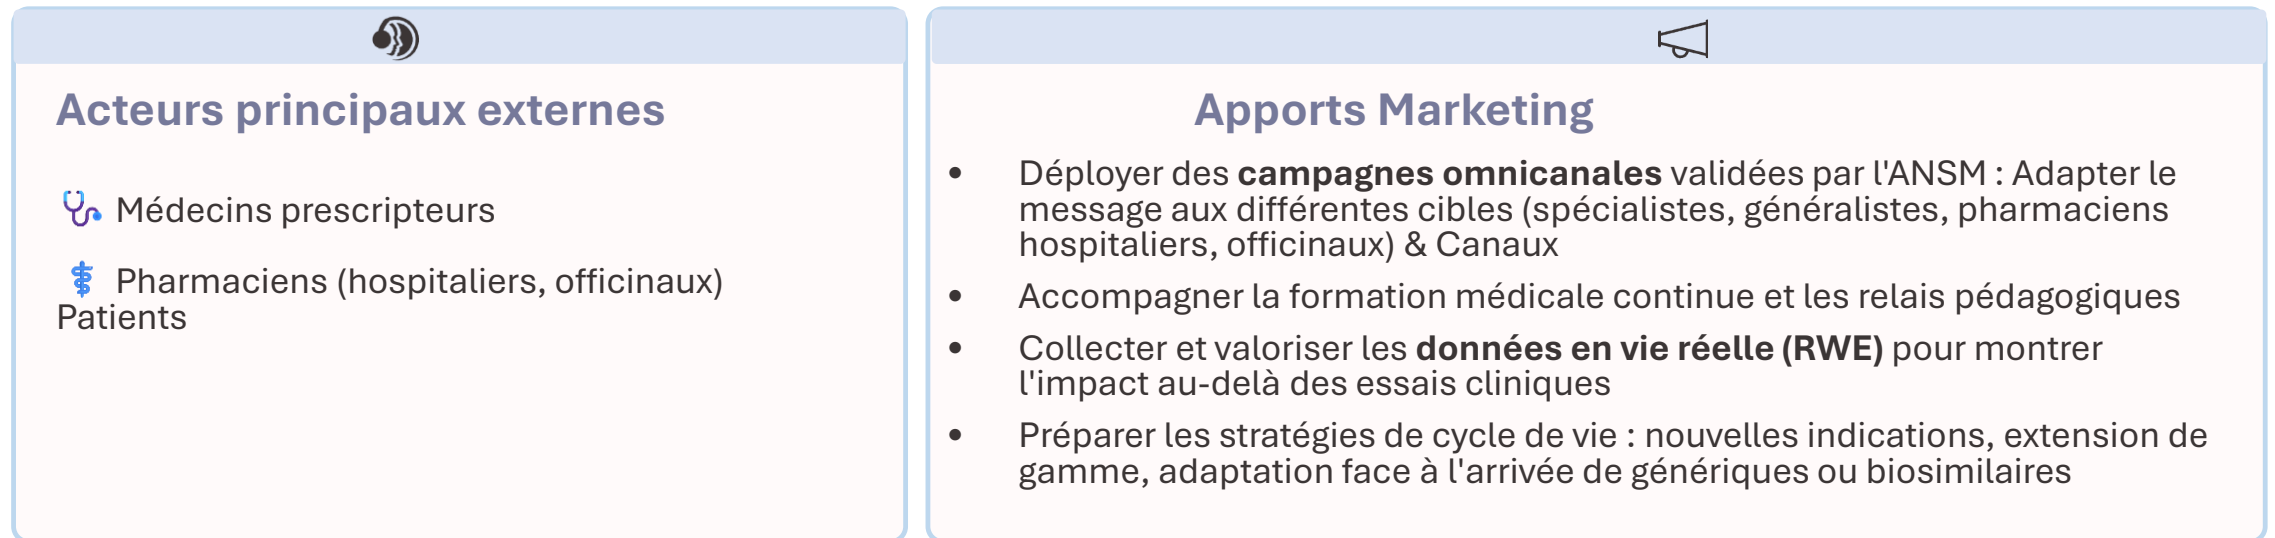 Acteurs principaux externes
Médecins prescripteurs
Pharmaciens (hospitaliers, officinaux)
Patients
Apports Marketing
• Déployer des campagnes omnicanales validées par l'ANSM : Adapter le
message aux différentes cibles (spécialistes, généralistes, pharmaciens
hospitaliers, officinaux) & Canaux
• Accompagner la formation médicale continue et les relais pédagogiques
• Collecter et valoriser les données en vie réelle (RWE) pour montrer
l'impact au-delà des essais cliniques
• Préparer les stratégies de cycle de vie : nouvelles indications, extension de
gamme, adaptation face à l'arrivée de génériques ou biosimilaires